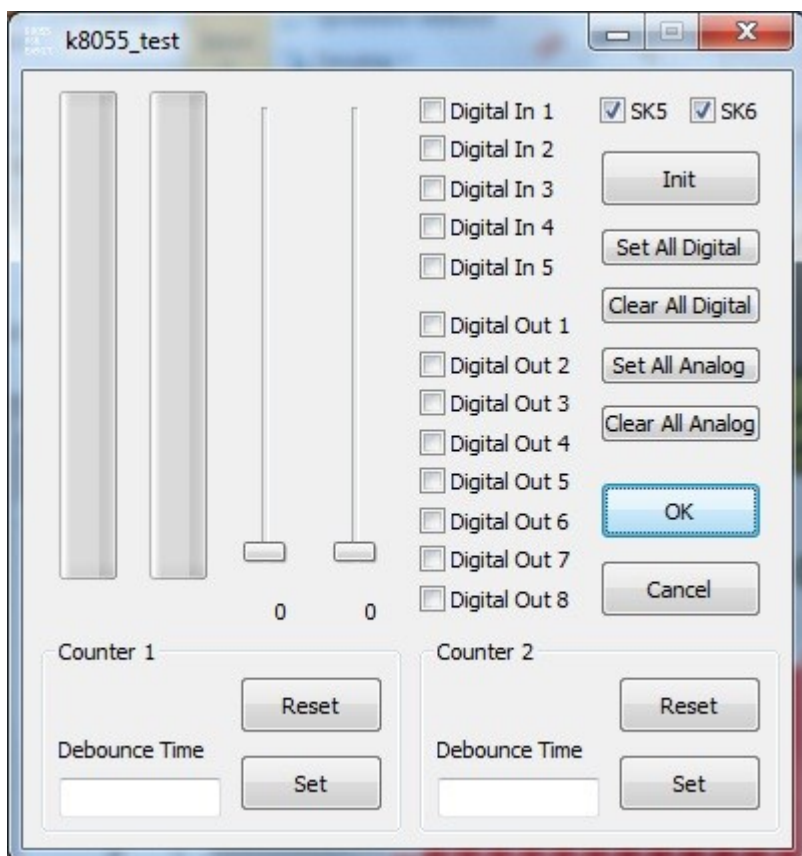 k8055_test
Digital In 1
Digital In 2
Digital In 3
Digital In 4
Digital In 5
Digital Out 1
Digital Out 2
Digital Out 3
Digital Out 4
Digital Out 5
Digital Out 6
Digital Out 7
Digital Out 8
SK5 SK6
Init
Set All Digital
Clear All Digital
Set All Analog
Clear All Analog
OK
Cancel
0 0
Counter 1
Reset
Debounce Time
Set
Counter 2
Reset
Debounce Time
Set